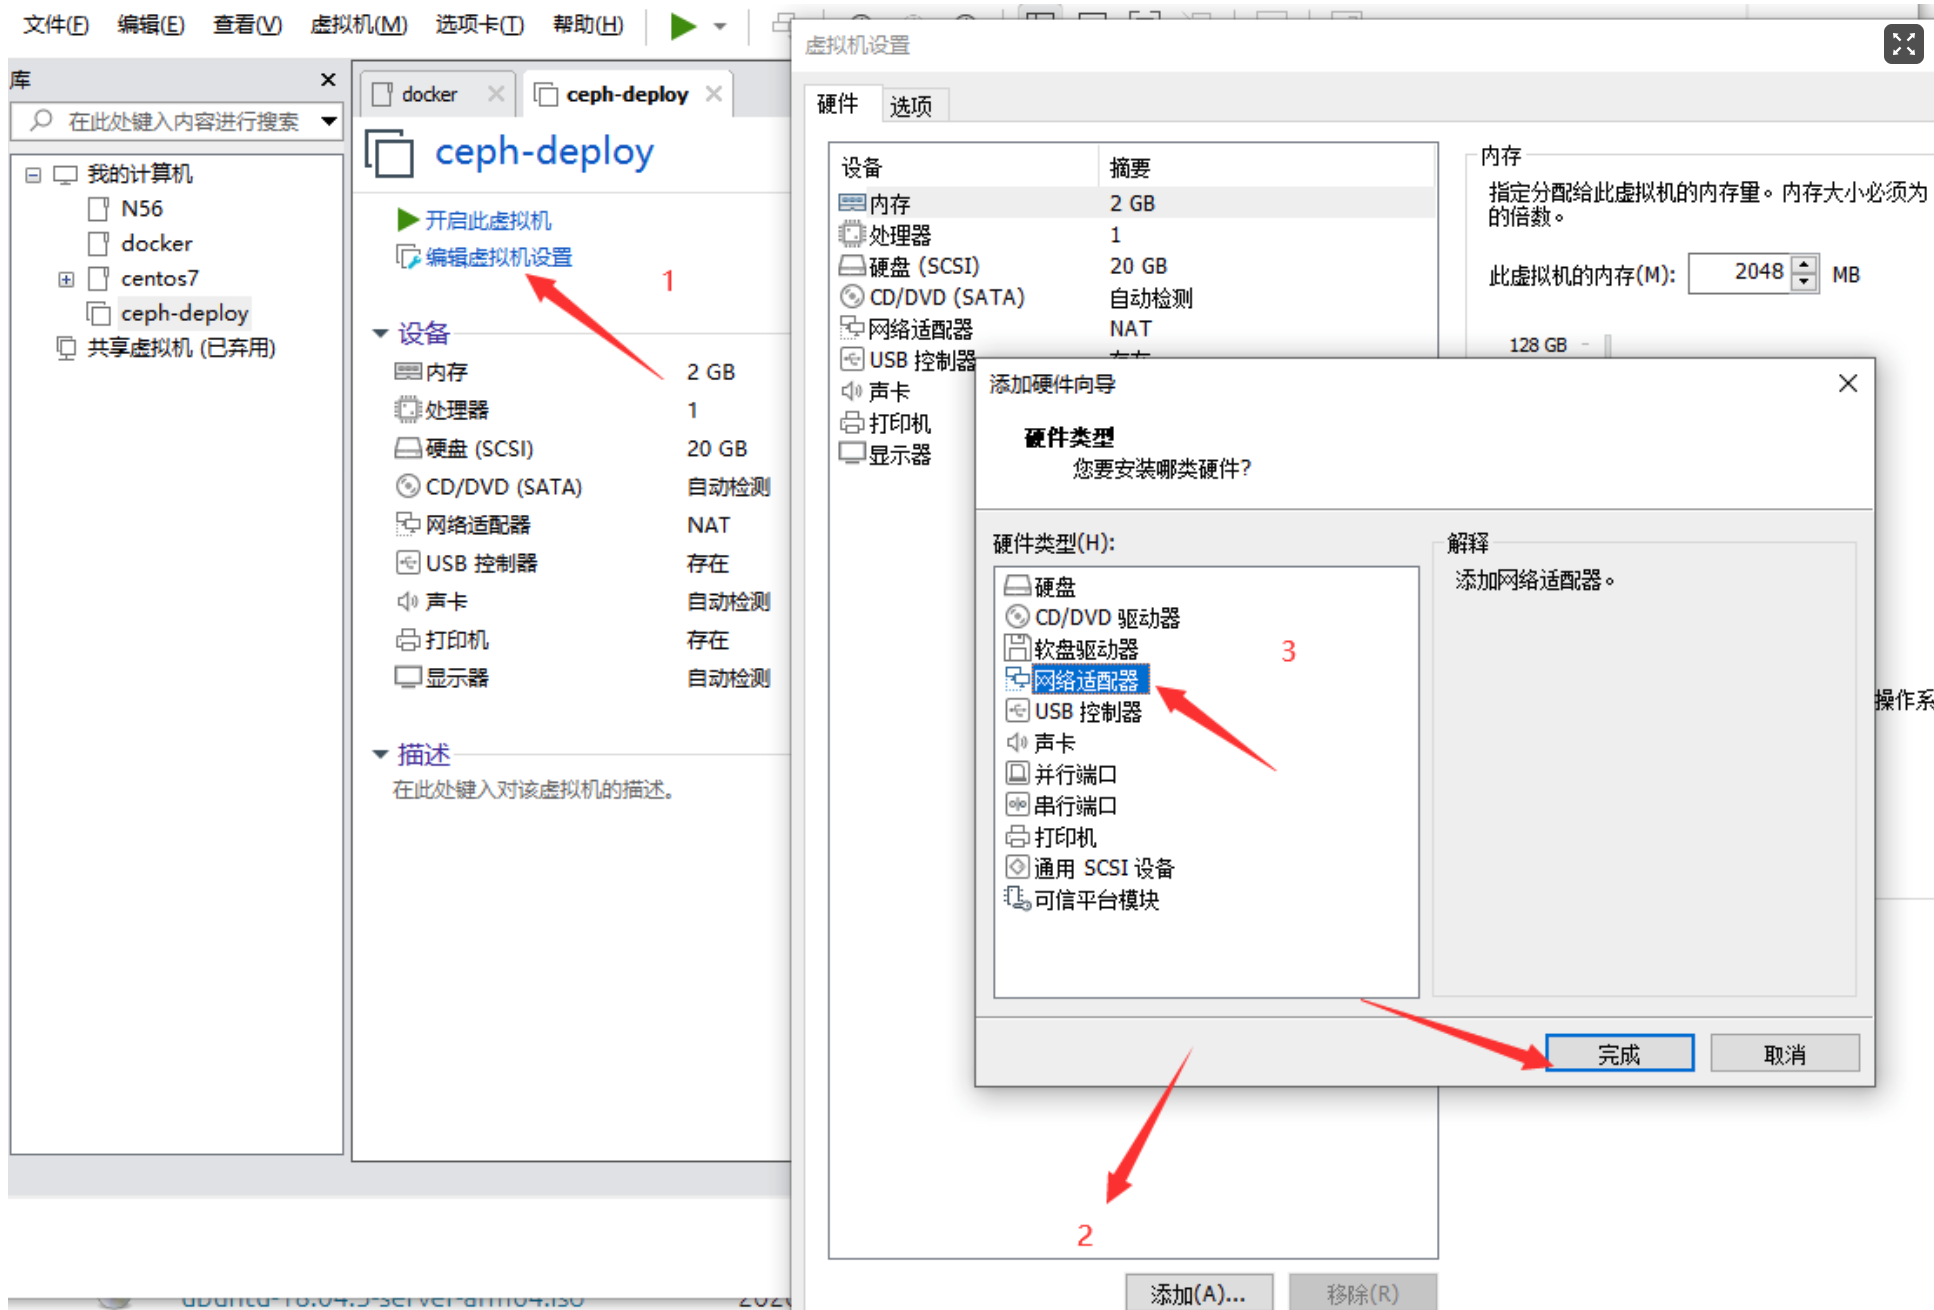 文件(F) 编辑(E) 查看(V) 虚拟机(M) 选项卡(T) 帮助(H)
库
在此处键入内容进行搜索
我的计算机
N56
docker
centos7
ceph-deploy
共享虚拟机 (已弃用)
docker
ceph-deploy
ceph-deploy
开启此虚拟机
编辑虚拟机设置
1
设备
内存 2 GB
处理器 1
硬盘 (SCSI) 20 GB
CD/DVD (SATA) 自动检测
网络适配器 NAT
USB 控制器 存在
声卡 自动检测
打印机 存在
显示器 自动检测
描述
在此处键入对该虚拟机的描述。
虚拟机设置
硬件 选项
设备 摘要
内存 2 GB
处理器 1
硬盘 (SCSI) 20 GB
CD/DVD (SATA) 自动检测
网络适配器 NAT
USB 控制器 存在
声卡
打印机
显示器
内存
指定分配给此虚拟机的内存量。内存大小必须为
的倍数。
此虚拟机的内存(M): 2048 MB
128 GB
操作系
添加硬件向导
硬件类型
您要安装哪类硬件?
硬件类型(H):
硬盘
CD/DVD 驱动器
软盘驱动器
网络适配器
USB 控制器
声卡
并行端口
串行端口
打印机
通用 SCSI 设备
可信平台模块
3
解释
添加网络适配器。
完成 取消
2
添加(A)... 移除(R)